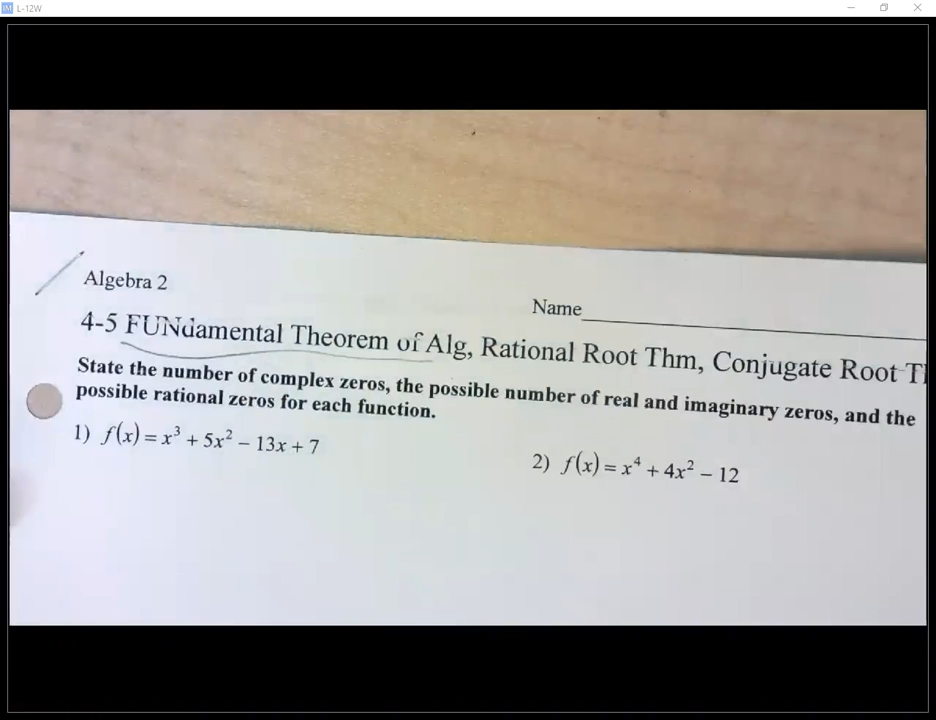 L-12W
Algebra 2
Name
4-5 FUNdamental Theorem of Alg, Rational Root Thm, Conjugate Root
State the number of complex zeros, the possible number of real and imaginary zeros, and the
possible rational zeros for each function.
1) f(x) = x³ + 5x² – 13x + 7
2) f(x) = x⁴ + 4x² – 12